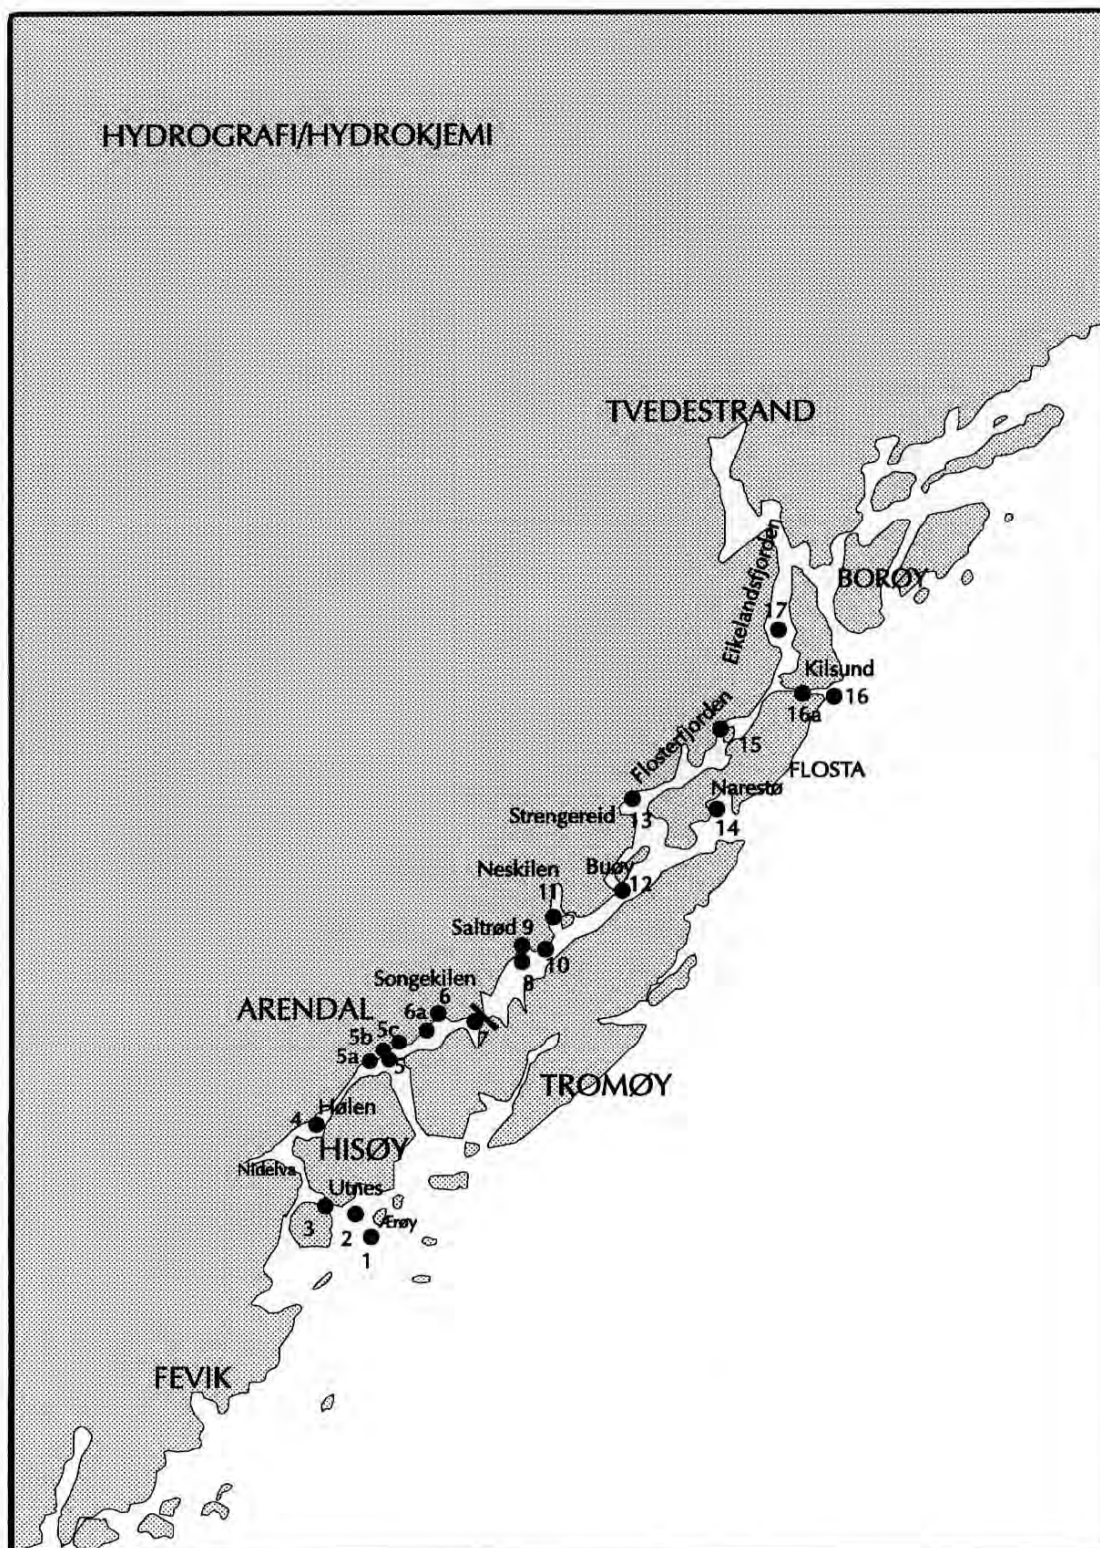 HYDROGRAFI/HYDROKJEMI
TVEDESTRAND
Eikelandsfjorden
BORØY
17
Kilsund
16a
16
Flosterfjorden
15
FLOSTA
Narestø
Strengereid
13
14
Neskilen
Buøy
11
12
Saltrød 9
10
8
Songekilen
6
6a
ARENDAL
7
5c
5b
5a
5
TROMØY
Hølen
4
HISØY
Nidelva
Utnes
3
2
Ærøy
1
FEVIK